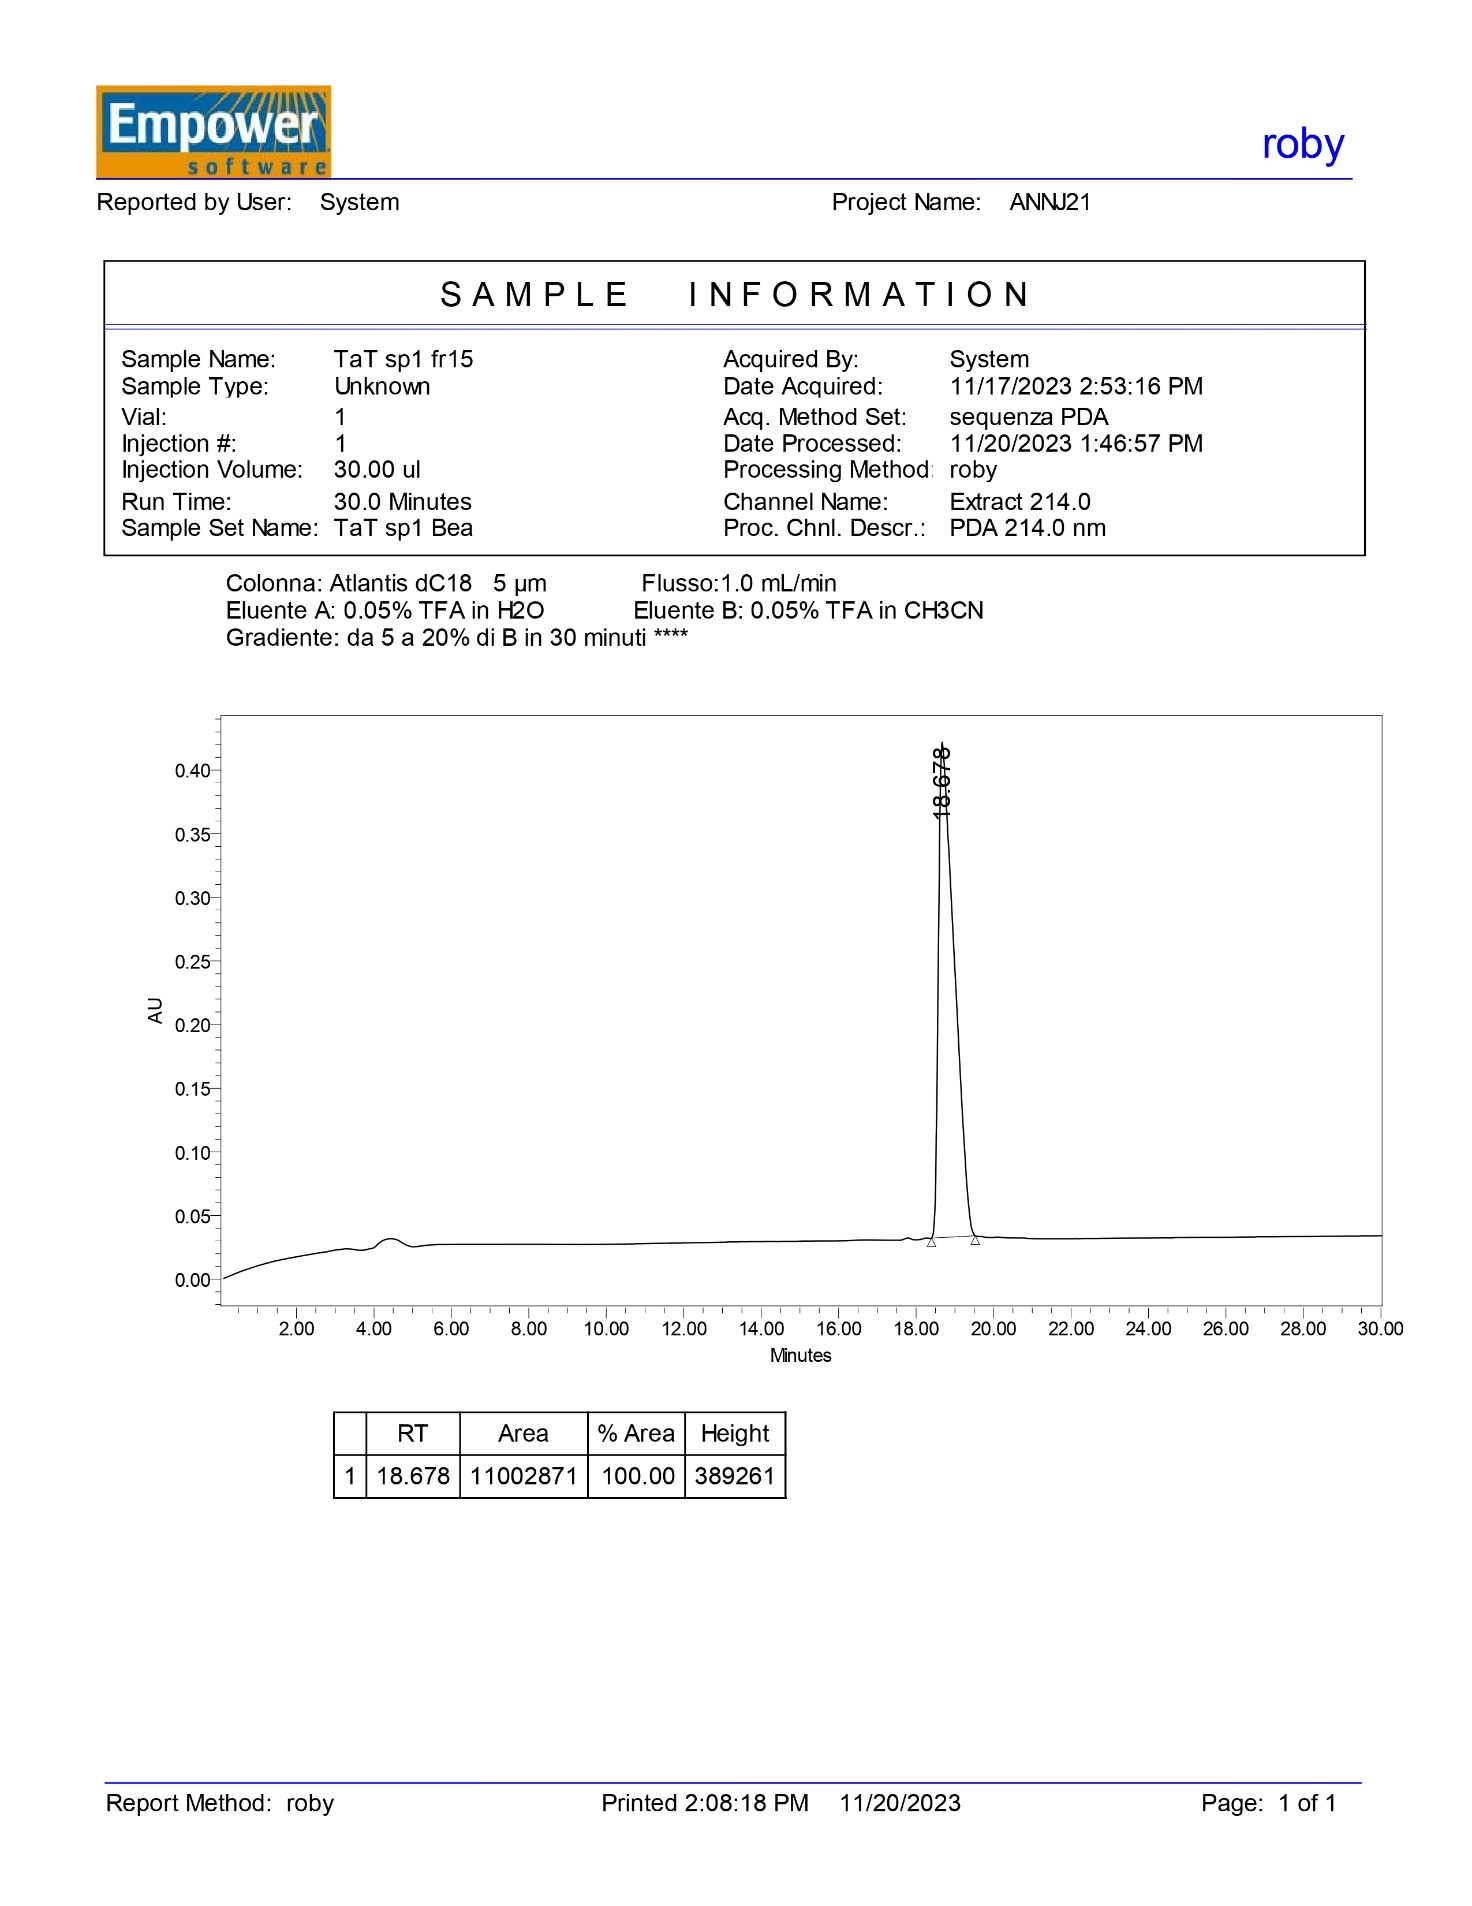 Empower
software
roby
Reported by User: System Project Name: ANNJ21
SAMPLE INFORMATION
Sample Name: TaT sp1 fr15 Acquired By: System
Sample Type: Unknown Date Acquired: 11/17/2023 2:53:16 PM
Vial: 1 Acq. Method Set: sequenza PDA
Injection #: 1 Date Processed: 11/20/2023 1:46:57 PM
Injection Volume: 30.00 ul Processing Method: roby
Run Time: 30.0 Minutes Channel Name: Extract 214.0
Sample Set Name: TaT sp1 Bea Proc. Chnl. Descr.: PDA 214.0 nm
Colonna: Atlantis dC18 5 µm Flusso:1.0 mL/min
Eluente A: 0.05% TFA in H2O Eluente B: 0.05% TFA in CH3CN
Gradiente: da 5 a 20% di B in 30 minuti ****
18.678
0.40
0.35
0.30
0.25
AU
0.20
0.15
0.10
0.05
0.00
2.00 4.00 6.00 8.00 10.00 12.00 14.00 16.00 18.00 20.00 22.00 24.00 26.00 28.00 30.00
Minutes
RT Area % Area Height
1 18.678 11002871 100.00 389261
Report Method: roby Printed 2:08:18 PM 11/20/2023 Page: 1 of 1